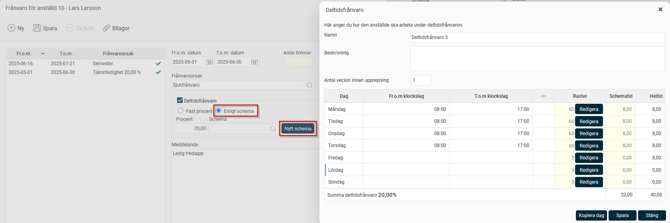 Frånvaro för anställd 10 - Lars Larsson
Ny
Spara
Ta bort
Bilagor
Fr.o.m.
T.o.m.
Frånvaroorsak
2025-06-16 2025-07-21 Semester
2025-05-01 2025-06-30 Tjänstledighet 20,00 %
Fr.o.m. datum
T.o.m. datum
Antal timmar
2025-06-01
2025-06-30
Frånvaroorsak
Sjukfrånvaro
Deltidsfrånvaro
Fast procent
Enligt schema
Procent
Schema
20,00
Nytt schema
Meddelande
Ledig fredagar.
Deltidsfrånvaro
Här anger du hur den anställde ska arbeta under deltidsfrånvaron.
Namn
Deltidsfrånvaro 3
Beskrivning
Antal veckor innan upprepning
1
Dag Fr.o.m klockslag T.o.m klockslag Raster Schematid Heltid
Måndag 08:00 17:00 60 Redigera 8,00 8,00
Tisdag 08:00 17:00 60 Redigera 8,00 8,00
Onsdag 08:00 17:00 60 Redigera 8,00 8,00
Torsdag 08:00 17:00 60 Redigera 8,00 8,00
Fredag 0 Redigera 0,00 8,00
Lördag 0 Redigera 0,00 0,00
Söndag 0 Redigera 0,00 0,00
Summa deltidsfrånvaro 20,00% 32,00 40,00
Kopiera dag
Spara
Stäng